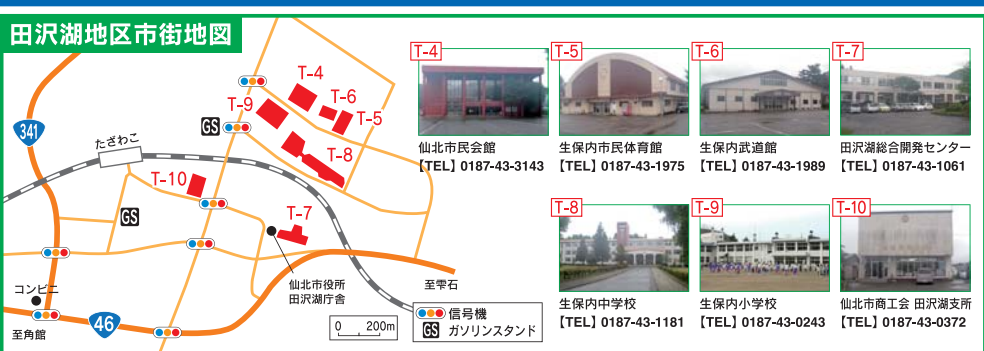 田沢湖地区市街地図
341
たざわこ
GS
T-4
T-6
T-9
T-5
T-8
T-10
GS
T-7
仙北市役所
田沢湖庁舎
至雫石
コンビニ
至角館
46
0 200m
信号機
GS ガソリンスタンド
T-4
仙北市民会館
【TEL】0187-43-3143
T-5
生保内市民体育館
【TEL】0187-43-1975
T-6
生保内武道館
【TEL】0187-43-1989
T-7
田沢湖総合開発センター
【TEL】0187-43-1061
T-8
生保内中学校
【TEL】0187-43-1181
T-9
生保内小学校
【TEL】0187-43-0243
T-10
仙北市商工会 田沢湖支所
【TEL】0187-43-0372